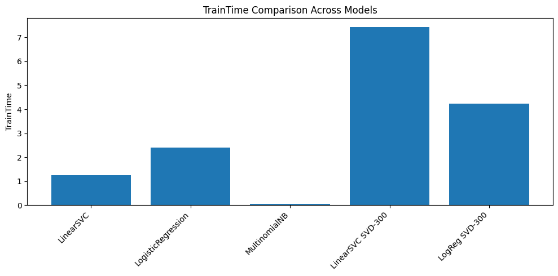 TrainTime Comparison Across Models
TrainTime
7
6
5
4
3
2
1
0
LinearSVC
LogisticRegression
MultinomialNB
LinearSVC SVD-300
LogReg SVD-300